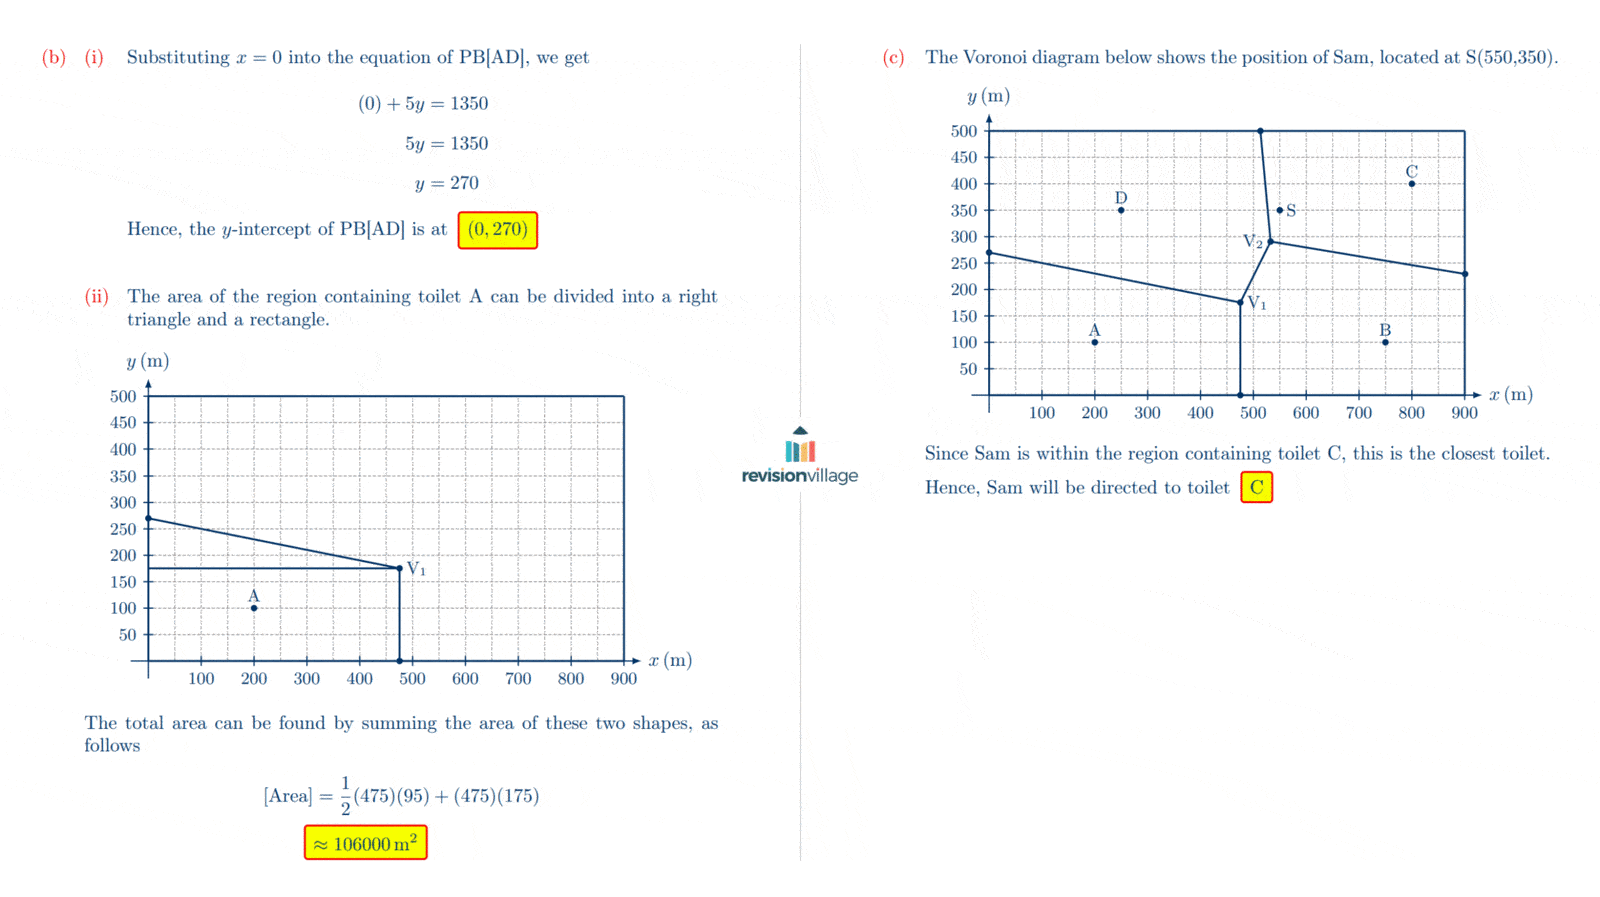 (b) (i) Substituting x = 0 into the equation of PB[AD], we get
(0) + 5y = 1350
5y = 1350
y = 270
Hence, the y-intercept of PB[AD] is at (0, 270)
(ii) The area of the region containing toilet A can be divided into a right
triangle and a rectangle.
y (m)
500
450
400
350
300
250
200
150
100
50
V₁
A
x (m)
100 200 300 400 500 600 700 800 900
The total area can be found by summing the area of these two shapes, as
follows
[Area] = 1/2 (475)(95) + (475)(175)
≈ 106000 m²
revisionvillage
(c) The Voronoi diagram below shows the position of Sam, located at S(550,350).
y (m)
500
450
400
350
300
250
200
150
100
50
C
D
S
V₂
V₁
A
B
x (m)
100 200 300 400 500 600 700 800 900
Since Sam is within the region containing toilet C, this is the closest toilet.
Hence, Sam will be directed to toilet C